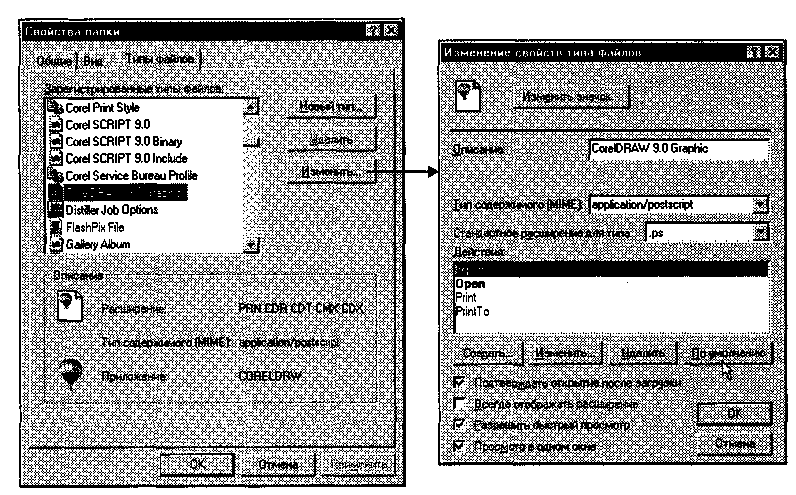 Свойства папки
Общие Вид Типы файлов
Зарегистрированные типы файлов:
Corel Print Style
Corel SCRIPT 9.0
Corel SCRIPT 9.0 Binary
Corel SCRIPT 9.0 Include
Corel Service Bureau Profile
Distiller Job Options
FlashPix File
Gallery Album
Новый тип...
Удалить
Изменить...
Описание
Расширение: PRN CDR CDT CMX CDX
Тип содержимого (MIME): application/postscript
Приложение: CORELDRAW
OK Отмена Применить
Изменение свойств типа файлов
Изменить значок...
Описание: CorelDRAW 9.0 Graphic
Тип содержимого (MIME): application/postscript
Стандартное расширение для типа: .ps
Действия:
Open
Print
PrintTo
Создать... Изменить... Удалить По умолчанию
Подтверждать открытие после загрузки
Всегда отображать расширение
Разрешить быстрый просмотр
Просмотр в одном окне
OK
Отмена